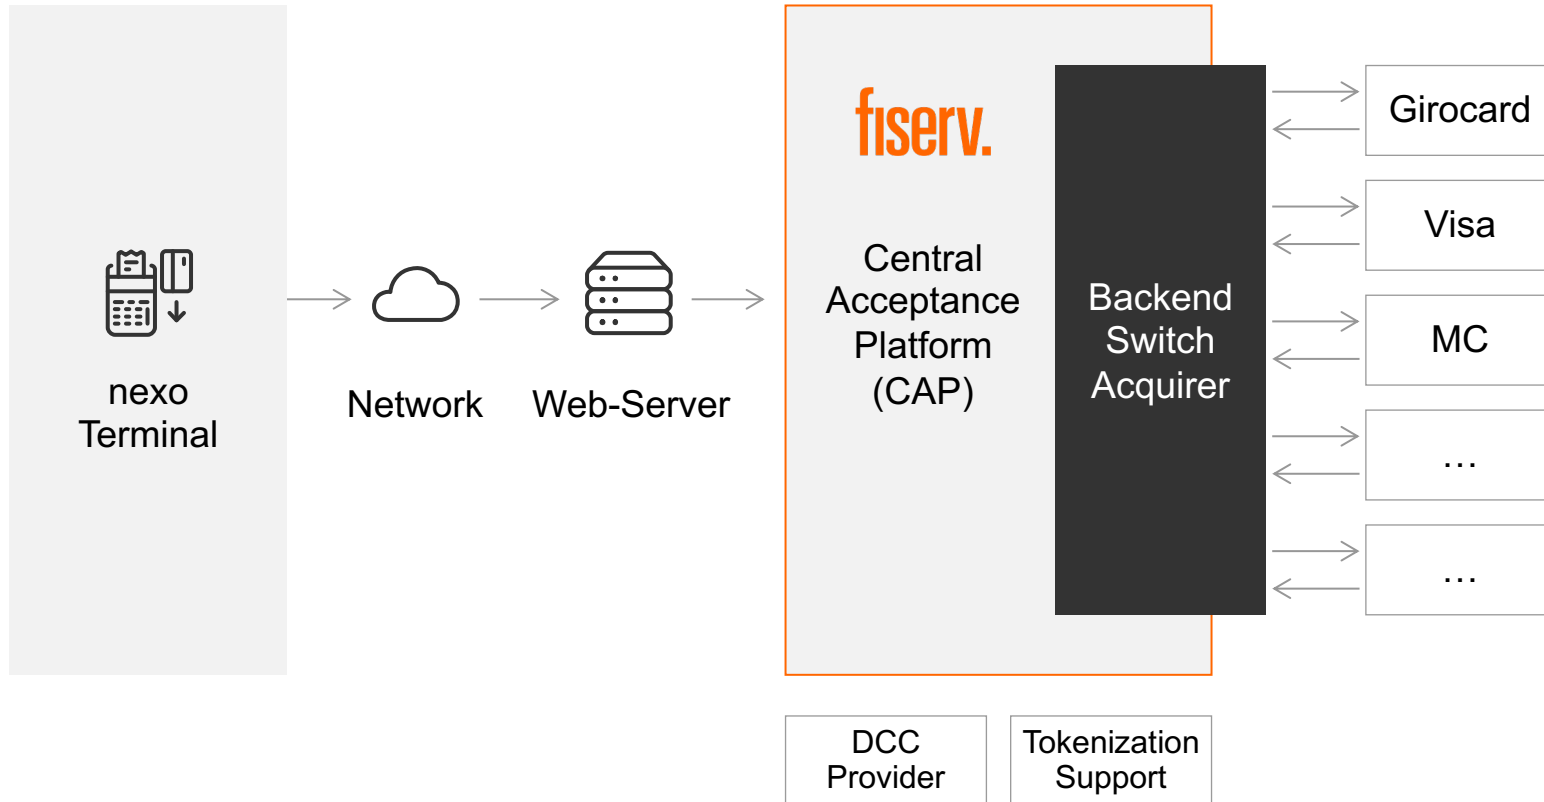 nexo
Terminal
Network
Web-Server
fiserv.
Central
Acceptance
Platform
(CAP)
Backend
Switch
Acquirer
Girocard
Visa
MC
…
…
DCC
Provider
Tokenization
Support